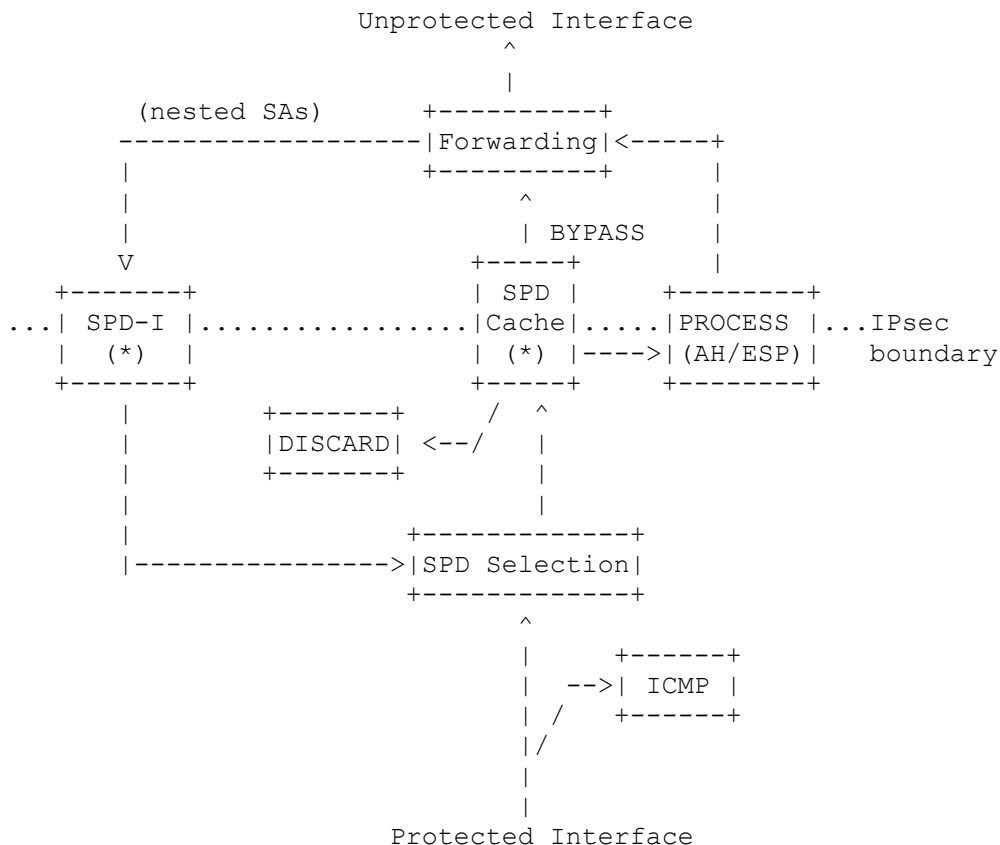 Unprotected Interface
^
|
(nested SAs) +----------+
-------------------|Forwarding|<-----+
| +----------+ |
| ^ |
| | BYPASS |
V +-----+ |
+-------+ | SPD | +--------+
...| SPD-I |.................|Cache|.....|PROCESS |...IPsec
| (*) | | (*) |---->|(AH/ESP)| boundary
+-------+ +-----+ +--------+
| +-------+ / ^
| |DISCARD| <--/ |
| +-------+ |
| |
| +-------------+
|---------------->|SPD Selection|
+-------------+
^
| +------+
| -->| ICMP |
| / +------+
|/
|
|
Protected Interface